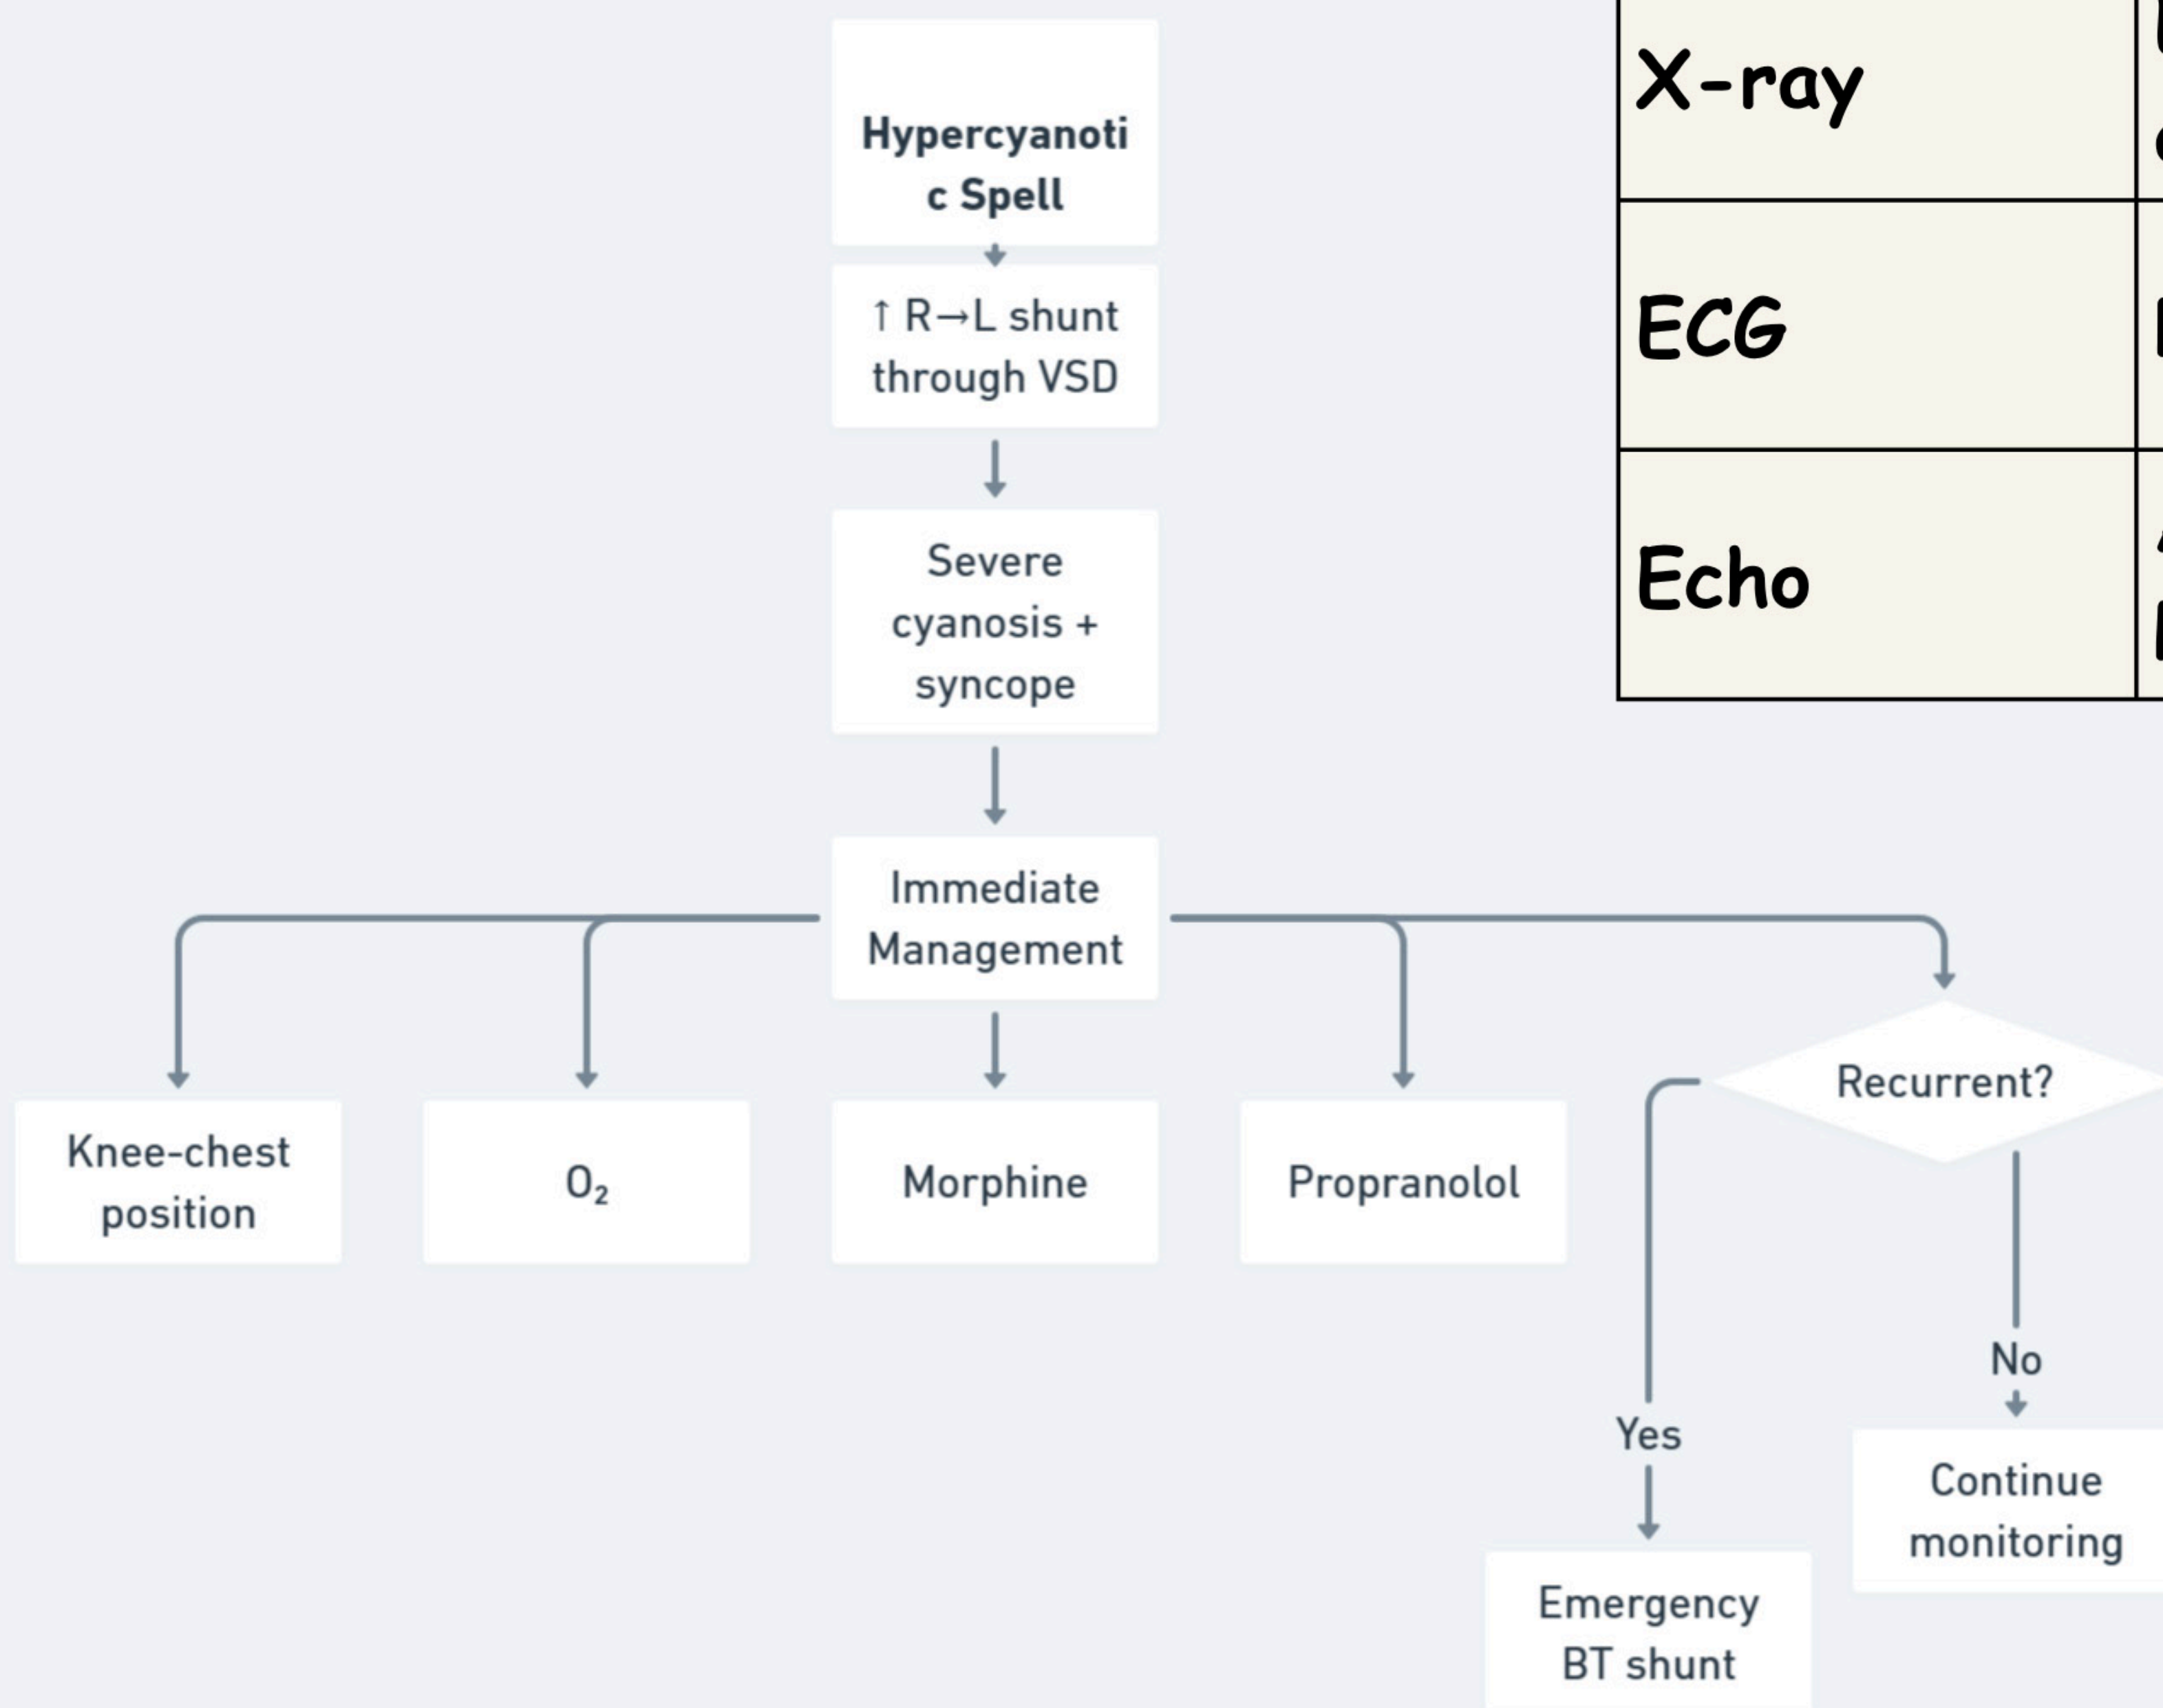 X-ray
ECG
Echo
Hypercyanoti
c Spell
↑ R→L shunt
through VSD
Severe
cyanosis +
syncope
Immediate
Management
Knee-chest
position
O₂
Morphine
Propranolol
Recurrent?
No
Yes
Continue
monitoring
Emergency
BT shunt